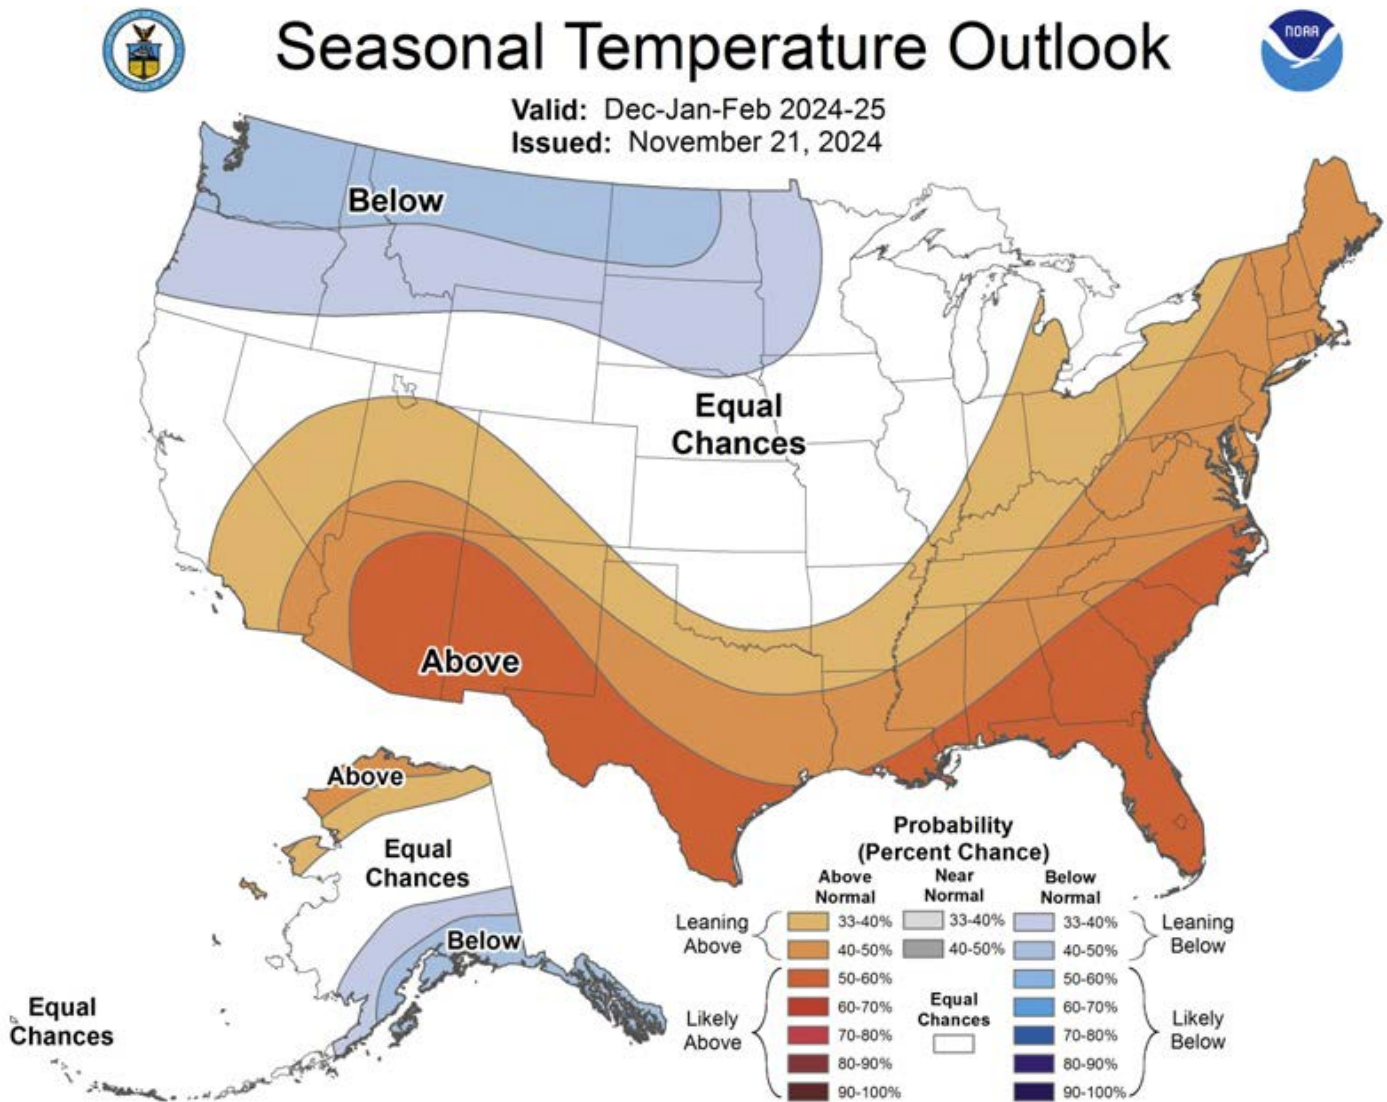 NOAA
Seasonal Temperature Outlook
Valid: Dec-Jan-Feb 2024-25
Issued: November 21, 2024
Below
Equal
Chances
Above
Above
Equal
Chances
Below
Equal
Chances
Probability
(Percent Chance)
Above
Normal
Near
Normal
Below
Normal
Leaning
Above
33-40%
40-50%
33-40%
40-50%
33-40%
40-50%
Leaning
Below
Likely
Above
50-60%
60-70%
70-80%
80-90%
90-100%
Equal
Chances
50-60%
60-70%
70-80%
80-90%
90-100%
Likely
Below